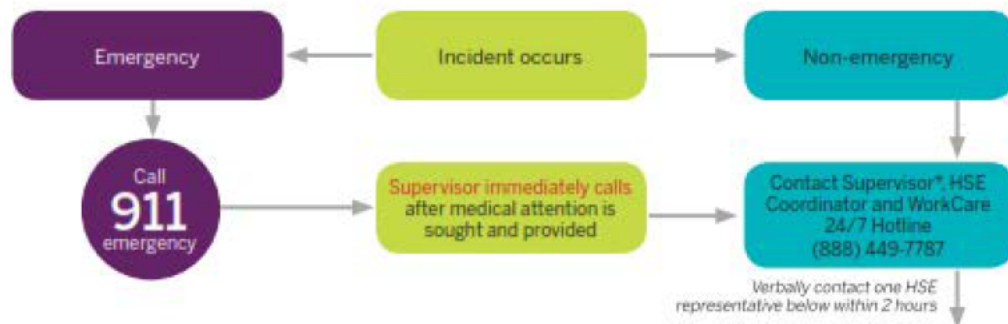 Emergency
Incident occurs
Non-emergency
Call
911
emergency
Supervisor immediately calls
after medical attention is
sought and provided
Contact Supervisor*, HSE
Coordinator and WorkCare
24/7 Hotline
(888) 449-7787
Verbally contact one HSE
representative below within 2 hours